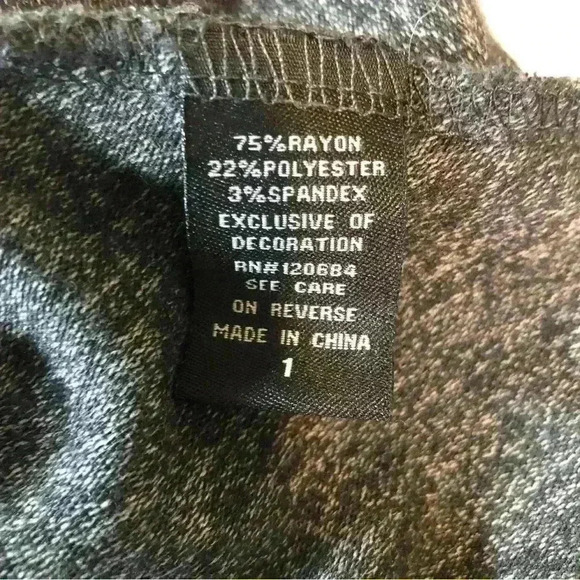 75%RAYON
22%POLYESTER
3%SPANDEX
EXCLUSIVE OF
DECORATION
RN#120684
SEE CARE
ON REVERSE
MADE IN CHINA
1